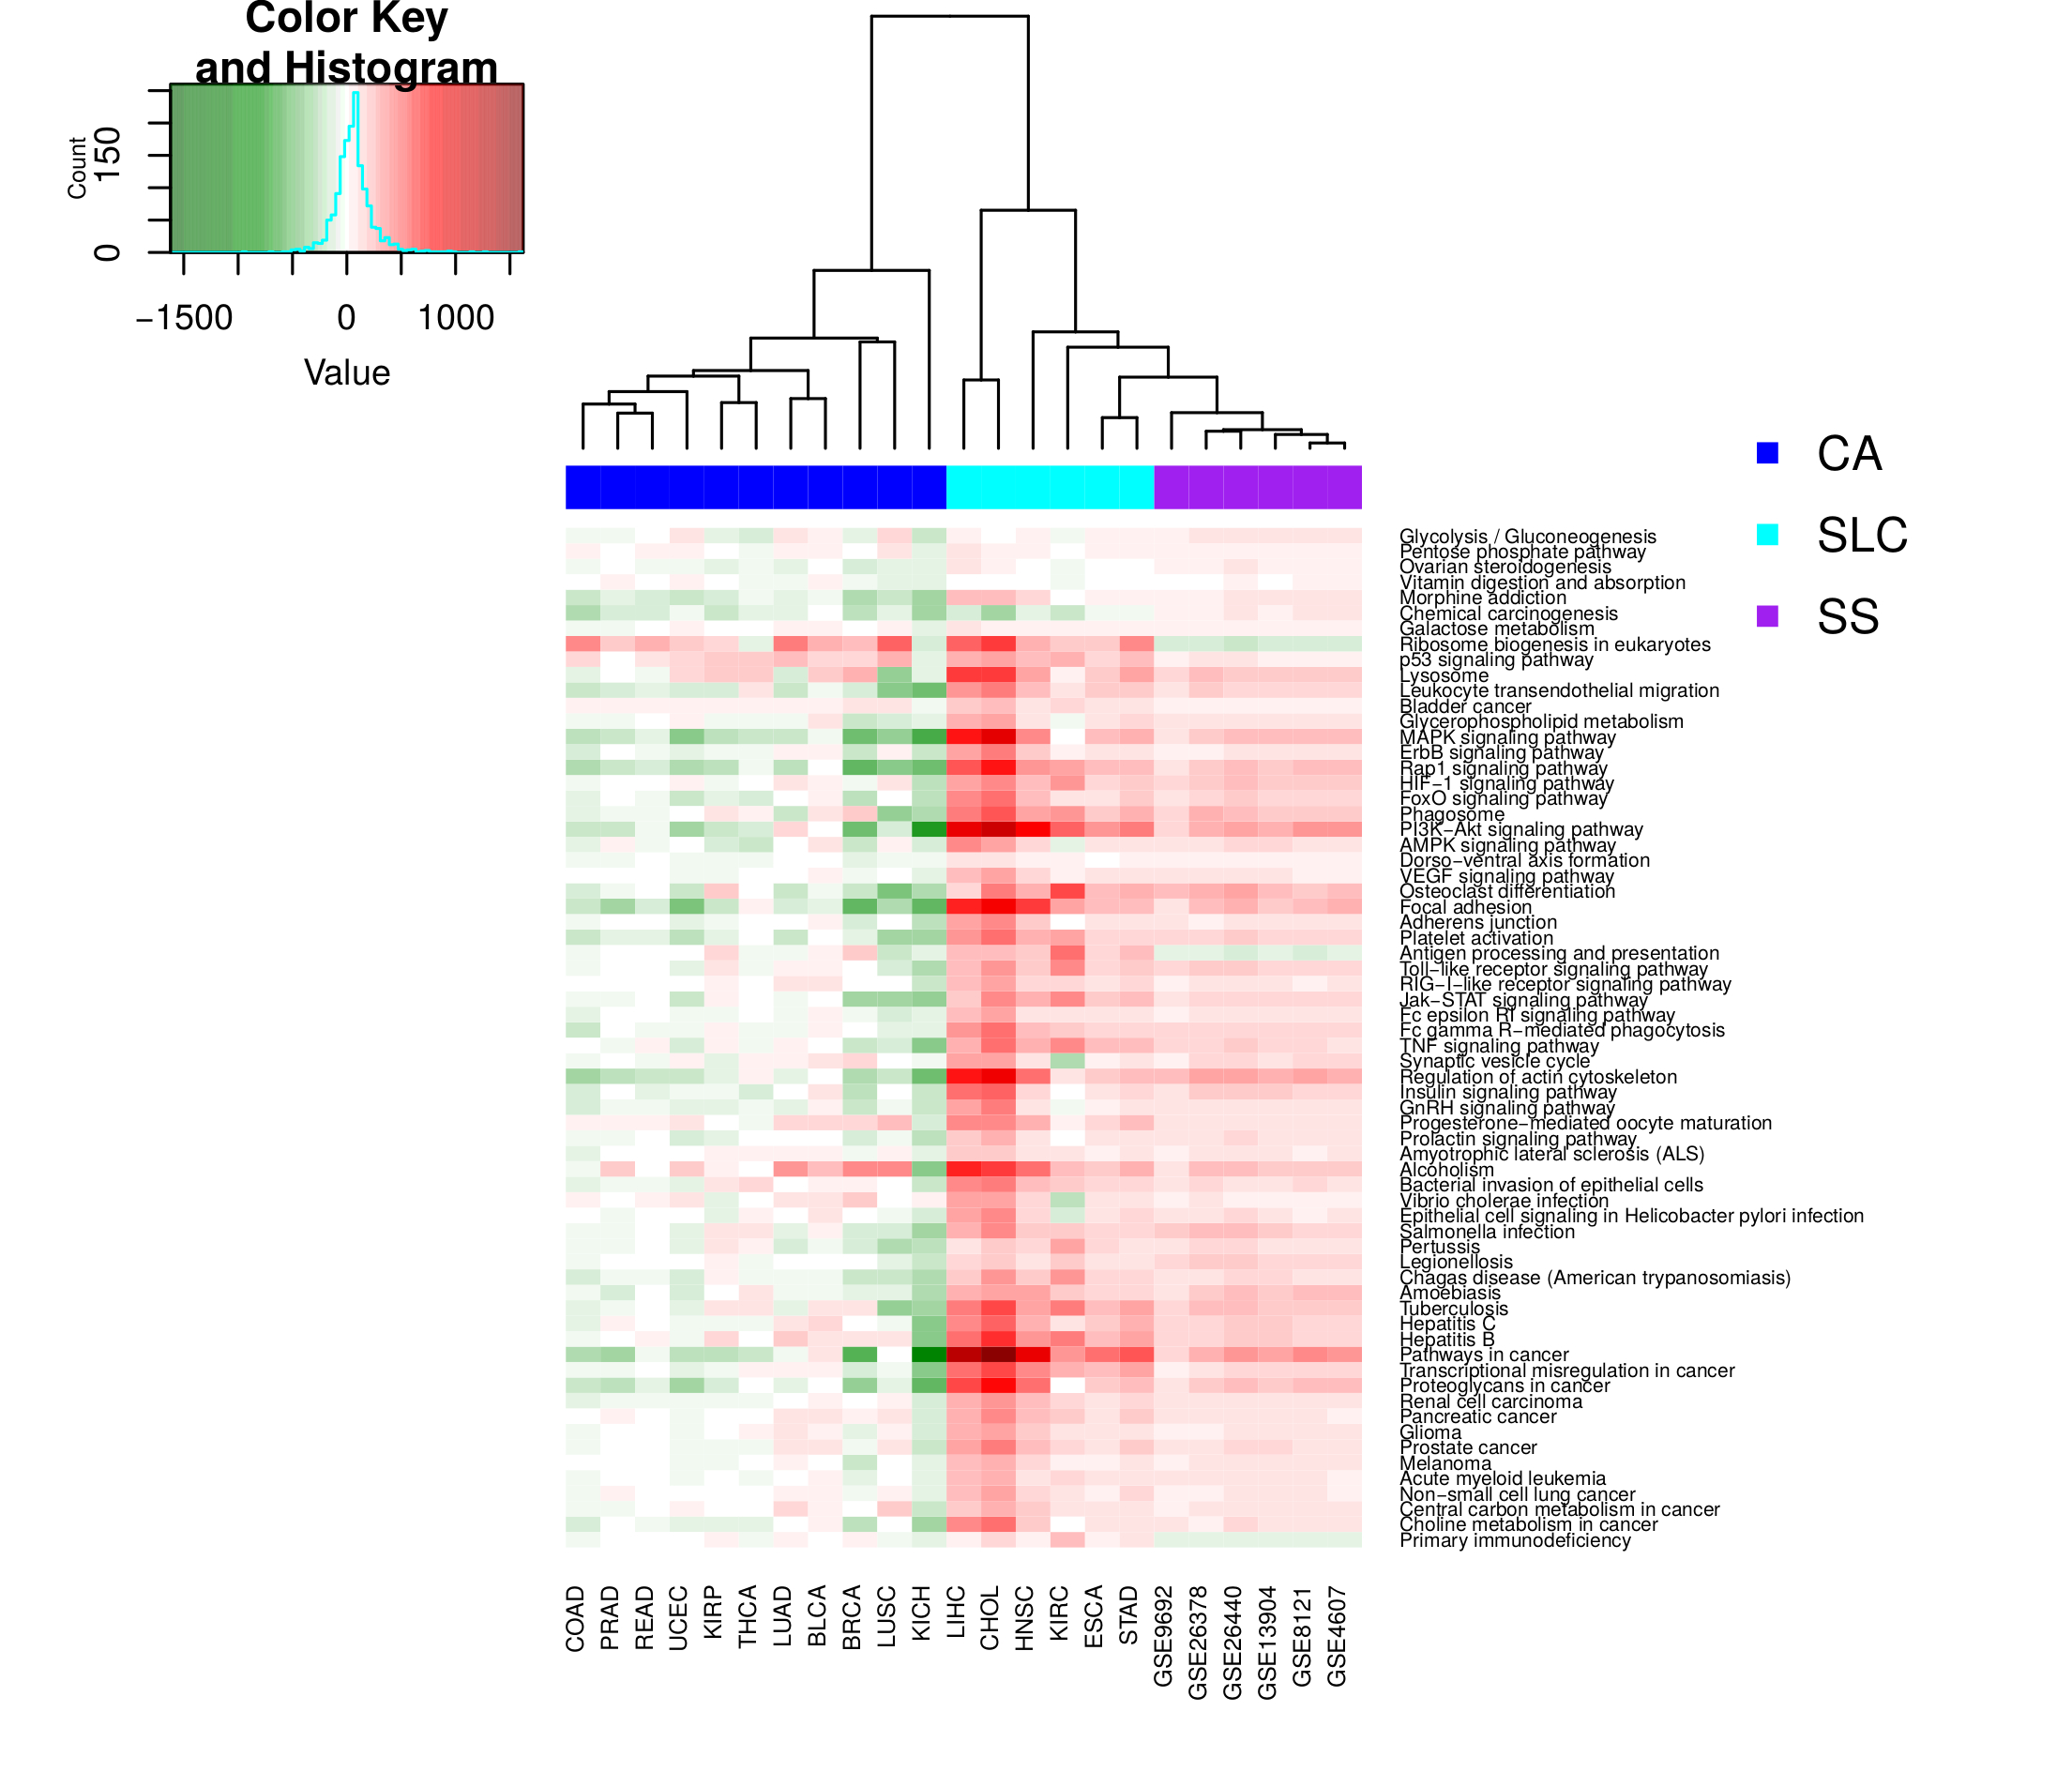 Color Key
and Histogram
Count
0
150
−1500
0
1000
Value
CA
SLC
SS
Glycolysis / Gluconeogenesis
Pentose phosphate pathway
Ovarian steroidogenesis
Vitamin digestion and absorption
Morphine addiction
Chemical carcinogenesis
Galactose metabolism
Ribosome biogenesis in eukaryotes
p53 signaling pathway
Lysosome
Leukocyte transendothelial migration
Bladder cancer
Glycerophospholipid metabolism
MAPK signaling pathway
ErbB signaling pathway
Rap1 signaling pathway
HIF−1 signaling pathway
FoxO signaling pathway
Phagosome
PI3K−Akt signaling pathway
AMPK signaling pathway
Dorso−ventral axis formation
VEGF signaling pathway
Osteoclast differentiation
Focal adhesion
Adherens junction
Platelet activation
Antigen processing and presentation
Toll−like receptor signaling pathway
RIG−I−like receptor signaling pathway
Jak−STAT signaling pathway
Fc epsilon RI signaling pathway
Fc gamma R−mediated phagocytosis
TNF signaling pathway
Synaptic vesicle cycle
Regulation of actin cytoskeleton
Insulin signaling pathway
GnRH signaling pathway
Progesterone−mediated oocyte maturation
Prolactin signaling pathway
Amyotrophic lateral sclerosis (ALS)
Alcoholism
Bacterial invasion of epithelial cells
Vibrio cholerae infection
Epithelial cell signaling in Helicobacter pylori infection
Salmonella infection
Pertussis
Legionellosis
Chagas disease (American trypanosomiasis)
Amoebiasis
Tuberculosis
Hepatitis C
Hepatitis B
Pathways in cancer
Transcriptional misregulation in cancer
Proteoglycans in cancer
Renal cell carcinoma
Pancreatic cancer
Glioma
Prostate cancer
Melanoma
Acute myeloid leukemia
Non−small cell lung cancer
Central carbon metabolism in cancer
Choline metabolism in cancer
Primary immunodeficiency
COAD
PRAD
READ
UCEC
KIRP
THCA
LUAD
BLCA
BRCA
LUSC
KICH
LIHC
CHOL
HNSC
KIRC
ESCA
STAD
GSE9692
GSE26378
GSE26440
GSE13904
GSE8121
GSE4607